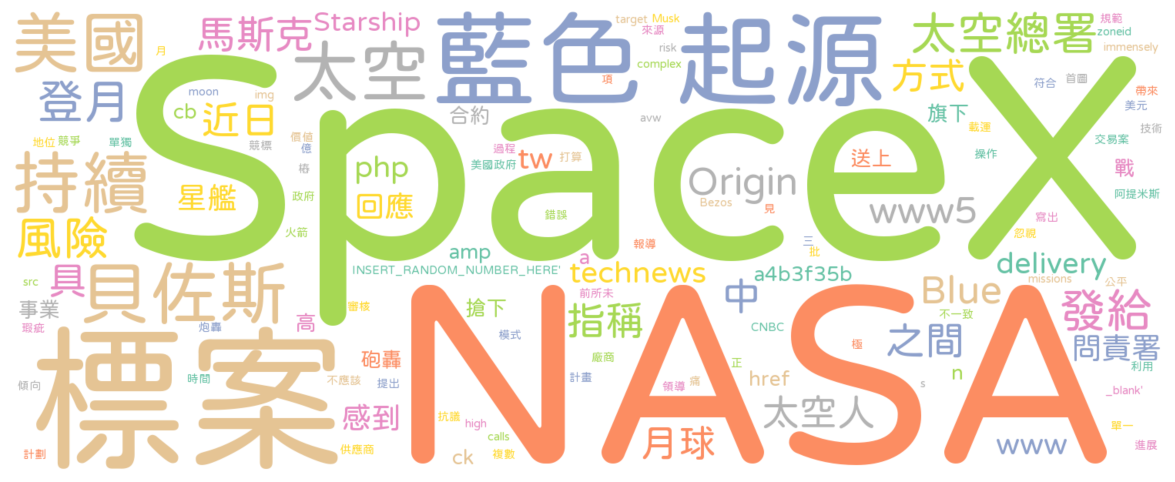 美國
馬斯克
Starship
太空
藍色
起源
target
Musk
來源
risk
complex
太空總署
規範
zoneid
immensely
月
登月
moon
img
cb
近日
SpaceX
項
合約
avw
方式
旗下
符合
首圖
帶來
美元
技術
載運
交易案
操作
地位
競爭
單獨
價值
億
競標
椿
過程
美國政府
tw
打算
php
送上
戰
持續
星艦
政府
回應
錯誤
Origin
Bezos
見
www5
阿提米斯
寫出
忽視
風險
火箭
報導
三
批
amp
a
INSERT_RANDOM_NUMBER_HERE'
technews
a4b3f35b
delivery
missions
公平
src
具
貝佐斯
審核
前所未
中
Blue
不一致
發給
事業
瑕疵
炮轟
高
搶下
模式
指稱
CNBC
NASA
之間
問責署
利用
標案
砲轟
廠商
正
極
傾向
時間
不應該
提出
計畫
領導
痛
href
s
n
_blank'
感到
抗議
high
calls
太空人
單一
計劃
供應商
ck
複數
月球
www
進展